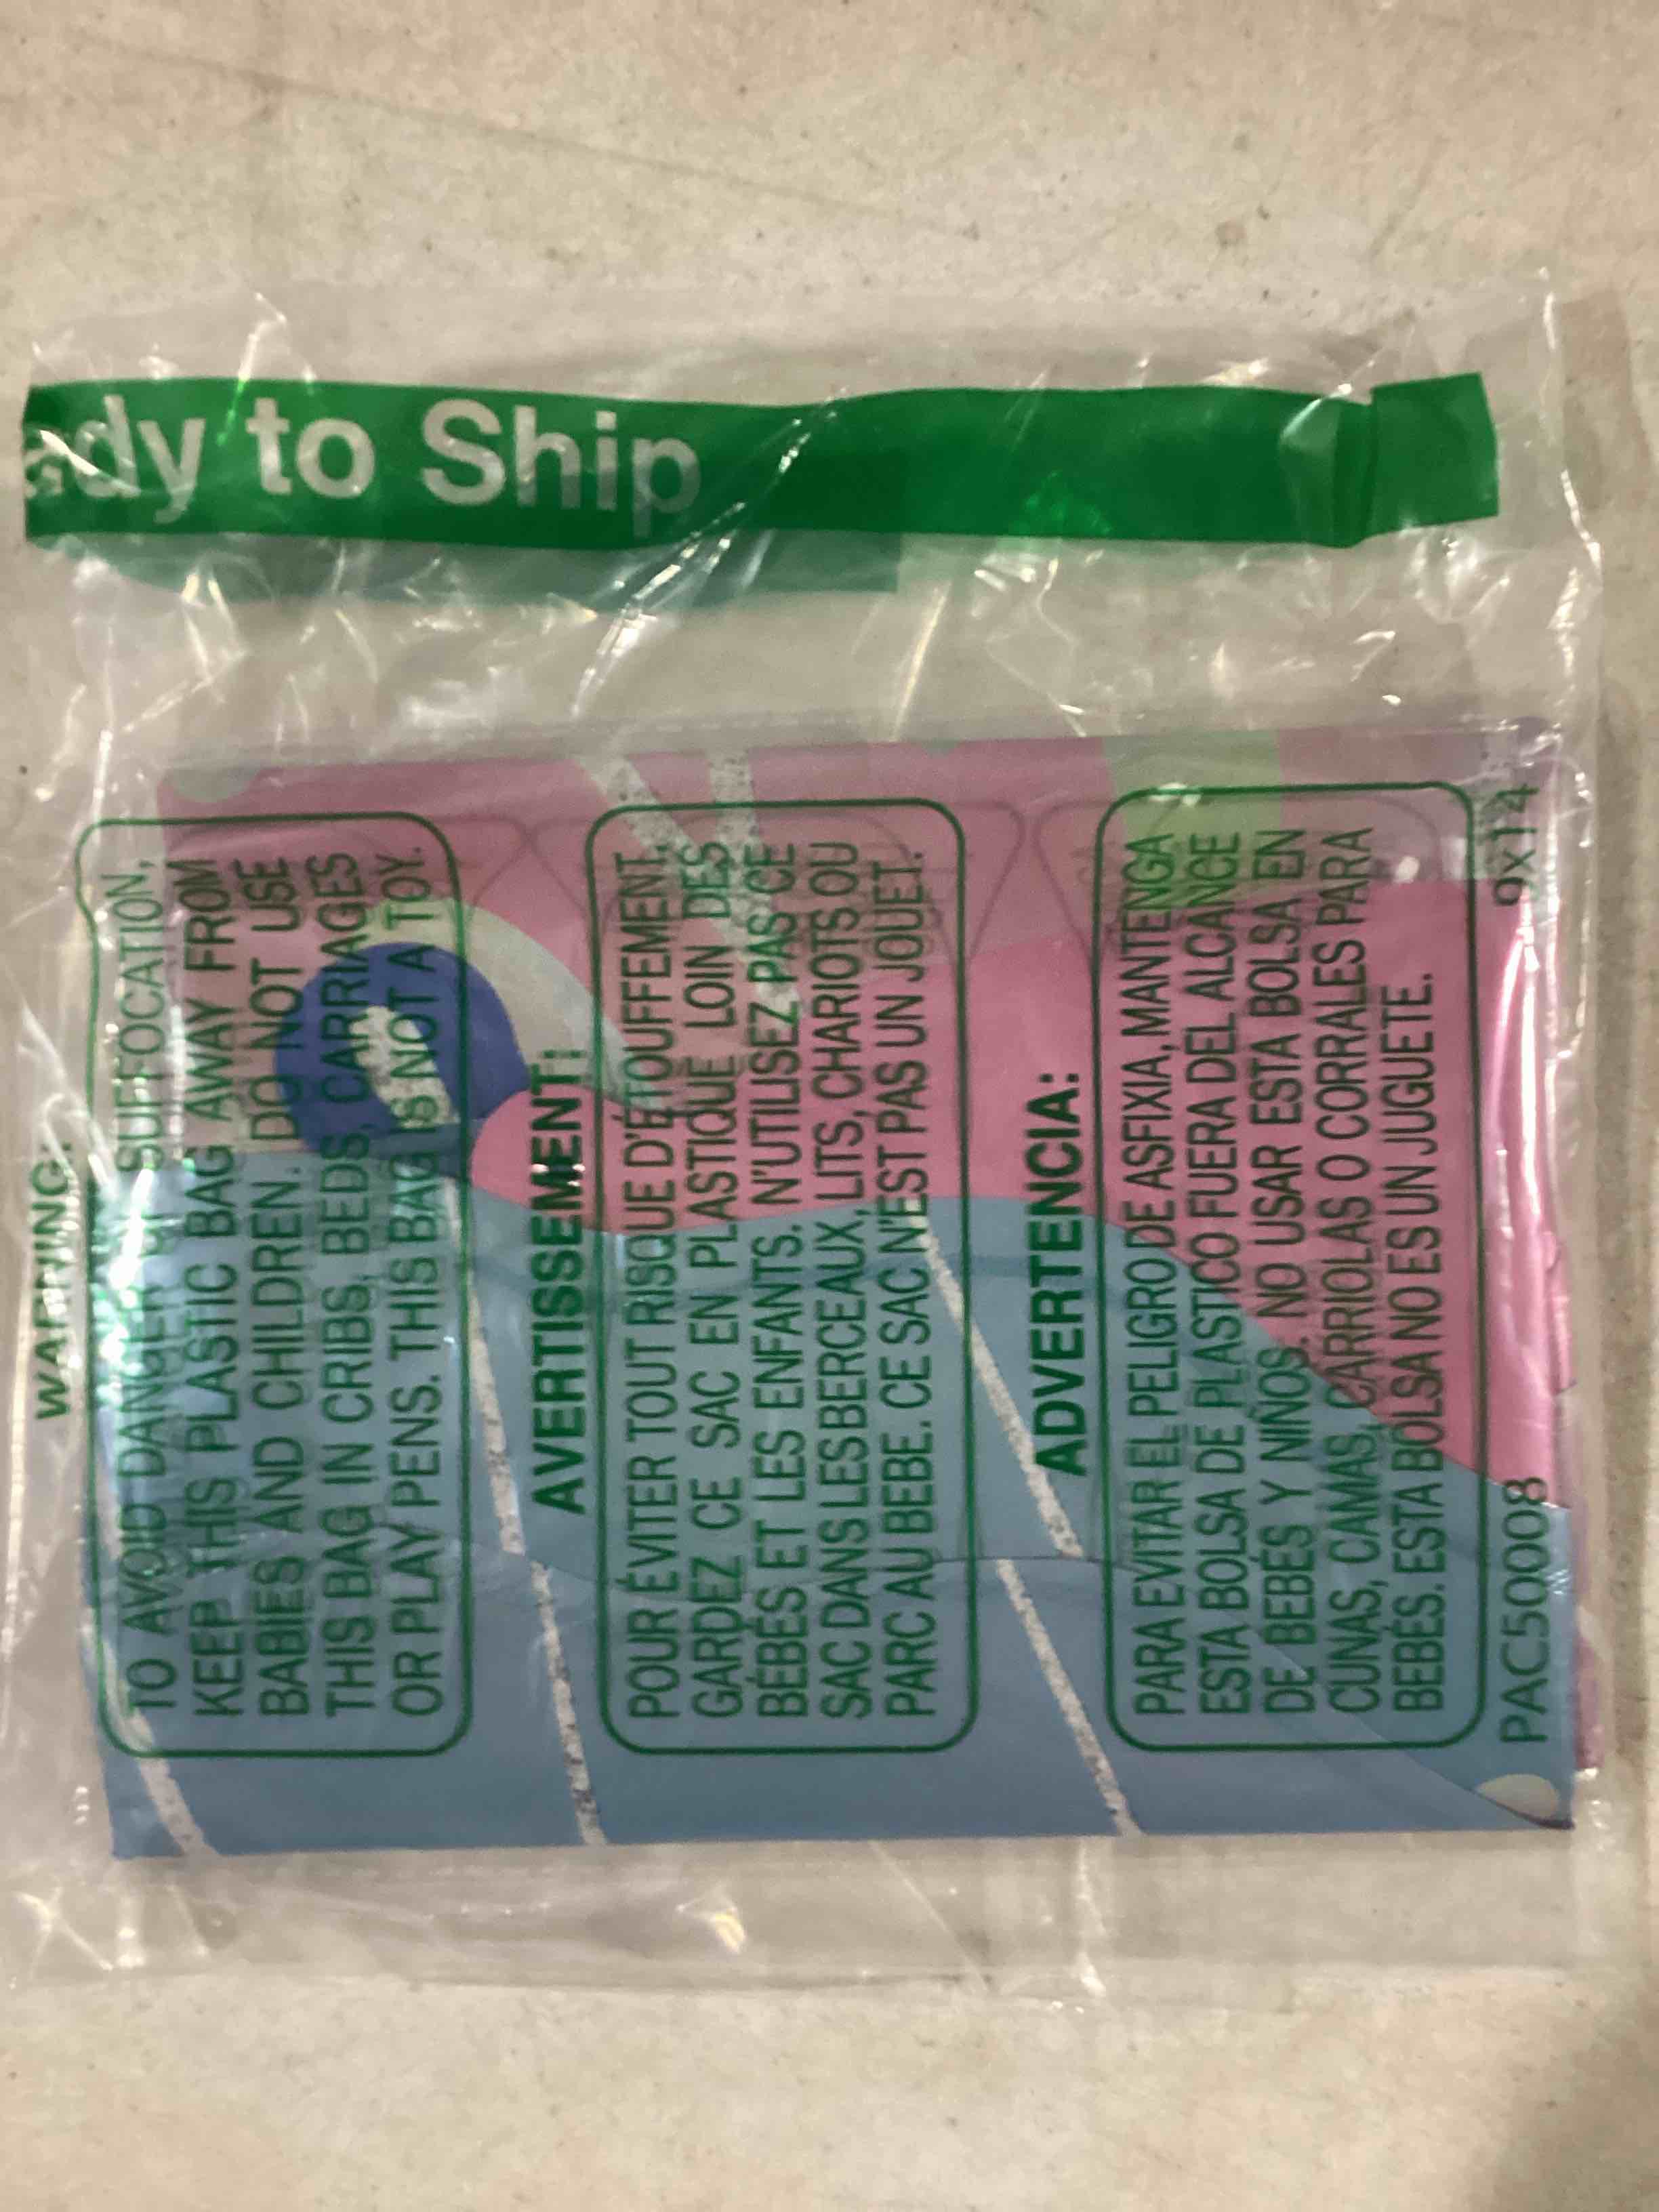 ady to Ship
WARNING:
TO AVOID DANGER OF SUFFOCATION,
KEEP THIS PLASTIC BAG AWAY FROM
BABIES AND CHILDREN. DO NOT USE
THIS BAG IN CRIBS, BEDS, CARRIAGES
OR PLAY PENS. THIS BAG IS NOT A TOY.
AVERTISSEMENT:
POUR ÉVITER TOUT RISQUE D'ÉTOUFFEMENT,
GARDEZ CE SAC EN PLASTIQUE LOIN DES
BÉBÉS ET LES ENFANTS. N'UTILISEZ PAS CE
SAC DANS LES BERCEAUX, LITS, CHARIOTS OU
PARC AU BEBE. CE SAC N'EST PAS UN JOUET.
ADVERTENCIA:
PARA EVITAR EL PELIGRO DE ASFIXIA, MANTENGA
ESTA BOLSA DE PLASTICO FUERA DEL ALCANCE
DE BEBÉS Y NIÑOS. NO USAR ESTA BOLSA EN
CUNAS, CAMAS, CARRIOLAS O CORRALES PARA
BEBÉS. ESTA BOLSA NO ES UN JUGUETE.
PAC50008 9x14